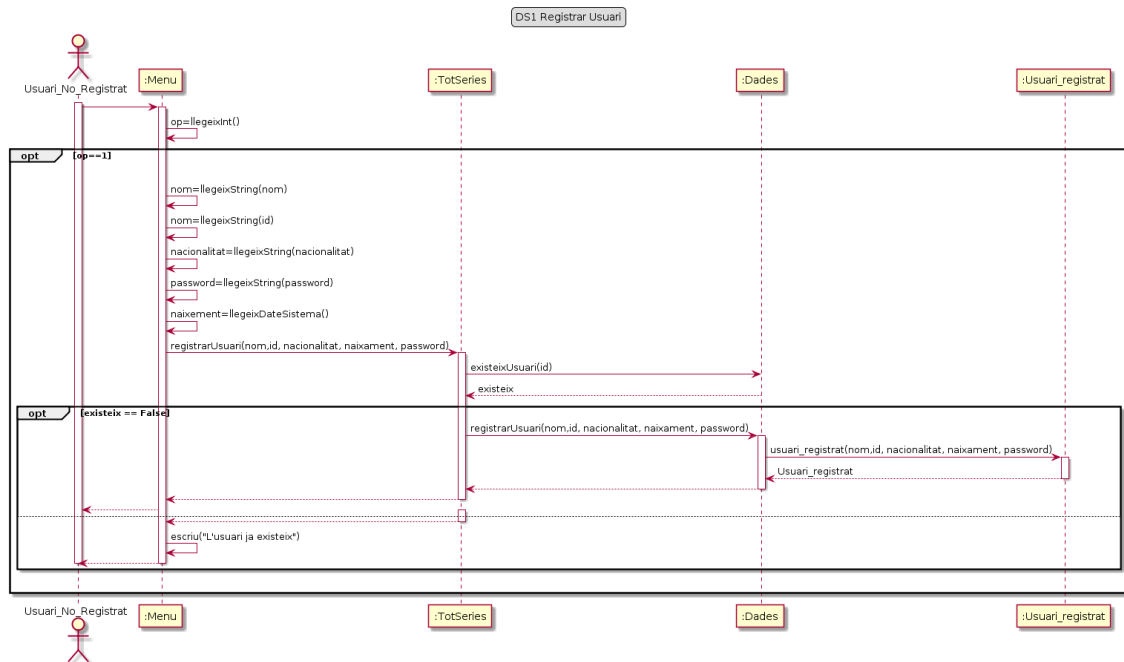 DS1 Registrar Usuari
Usuari_No_Registrat
:Menu
:TotSeries
:Dades
:Usuari_registrat
op=llegeixInt()
opt
[op==1]
nom=llegeixString(nom)
nom=llegeixString(id)
nacionalitat=llegeixString(nacionalitat)
password=llegeixString(password)
naixement=llegeixDateSistema()
registrarUsuari(nom,id, nacionalitat, naixament, password)
existeixUsuari(id)
existeix
opt
[existeix == False]
registrarUsuari(nom,id, nacionalitat, naixament, password)
usuari_registrat(nom,id, nacionalitat, naixament, password)
Usuari_registrat
escriu("L'usuari ja existeix")
Usuari_No_Registrat
:Menu
:TotSeries
:Dades
:Usuari_registrat